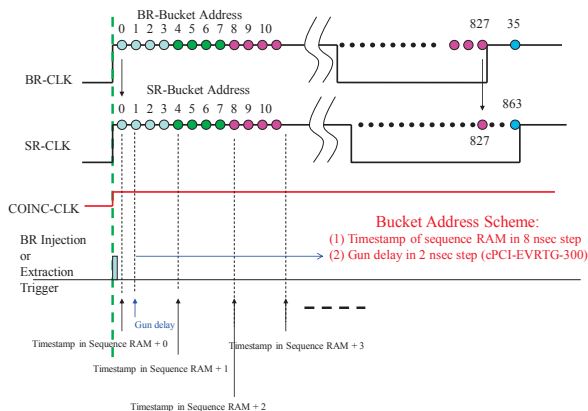 BR-Bucket Address
0 1 2 3 4 5 6 7 8 9 10
827 35
BR-CLK
SR-Bucket Address
0 1 2 3 4 5 6 7 8 9 10
863
SR-CLK
827
COINC-CLK
Bucket Address Scheme:
(1) Timestamp of sequence RAM in 8 nsec step
(2) Gun delay in 2 nsec step (cPCI-EVRTG-300)
BR Injection
or
Extraction
Trigger
Gun delay
Timestamp in Sequence RAM + 0
Timestamp in Sequence RAM + 3
Timestamp in Sequence RAM + 1
Timestamp in Sequence RAM + 2